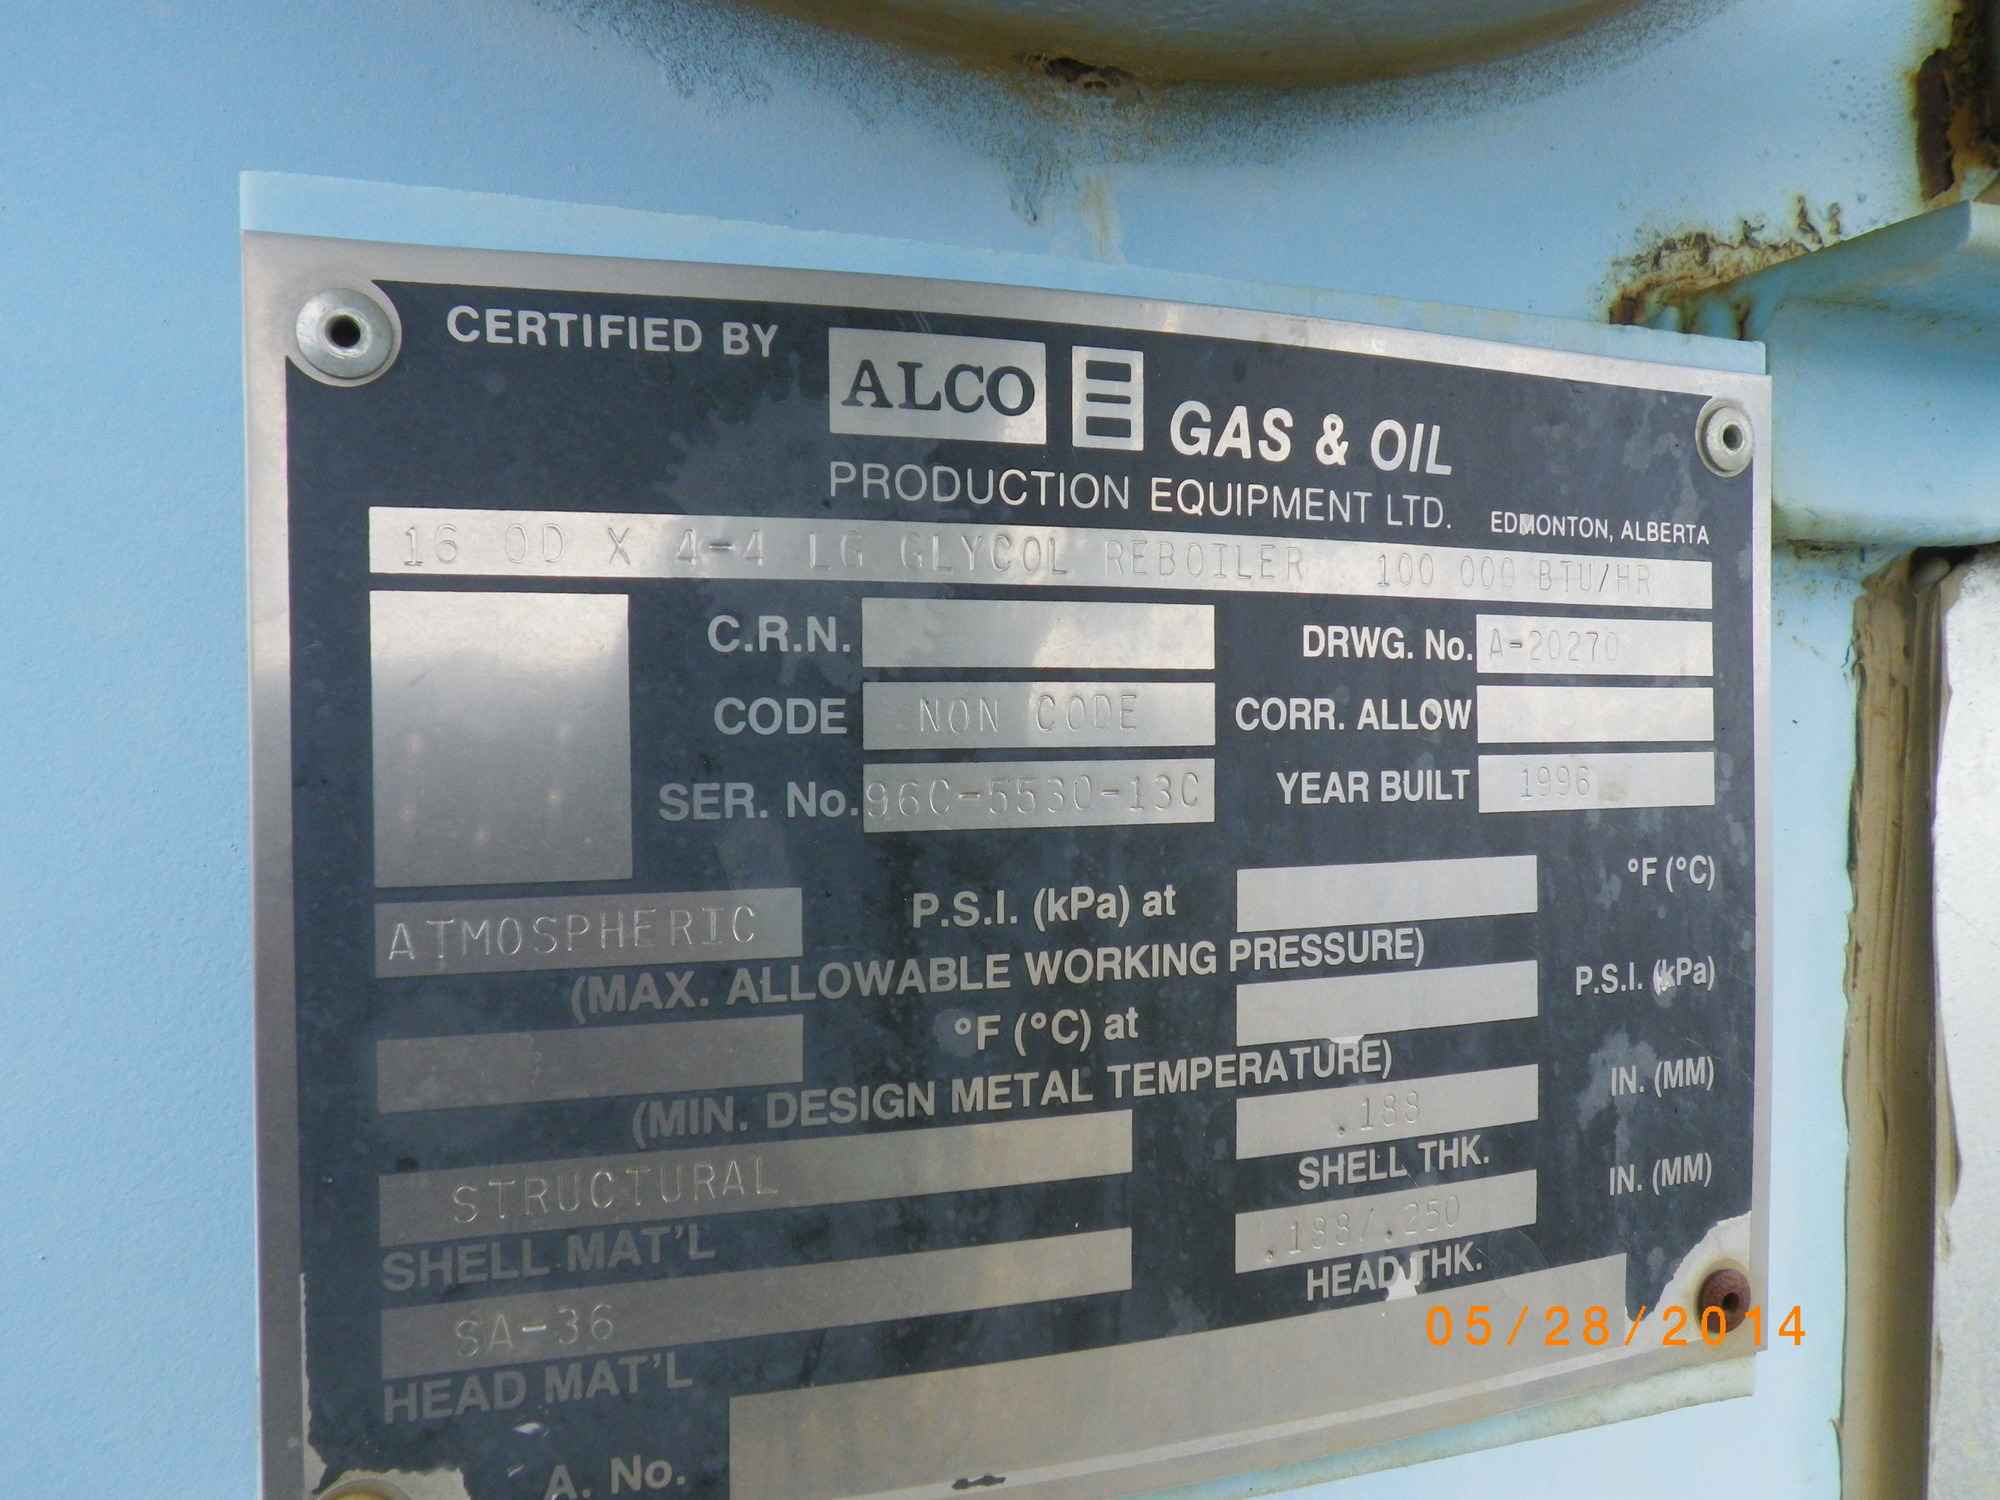 CERTIFIED BY ALCO GAS & OIL
PRODUCTION EQUIPMENT LTD. EDMONTON, ALBERTA
16 OD X 4-4 LG GLYCOL REBOILER 100 000 BTU/HR
C.R.N. DRWG. No. A-20270
CODE NON CODE CORR. ALLOW
SER. No. 96C-5530-13C YEAR BUILT 1996
ATMOSPHERIC P.S.I. (kPa) at °F (°C)
(MAX. ALLOWABLE WORKING PRESSURE)
°F (°C) at P.S.I. (kPa)
(MIN. DESIGN METAL TEMPERATURE)
STRUCTURAL .188 IN. (MM)
SHELL MAT'L SHELL THK.
SA-36 .188/.250 IN. (MM)
HEAD MAT'L HEAD THK.
A. No.
05/28/2014